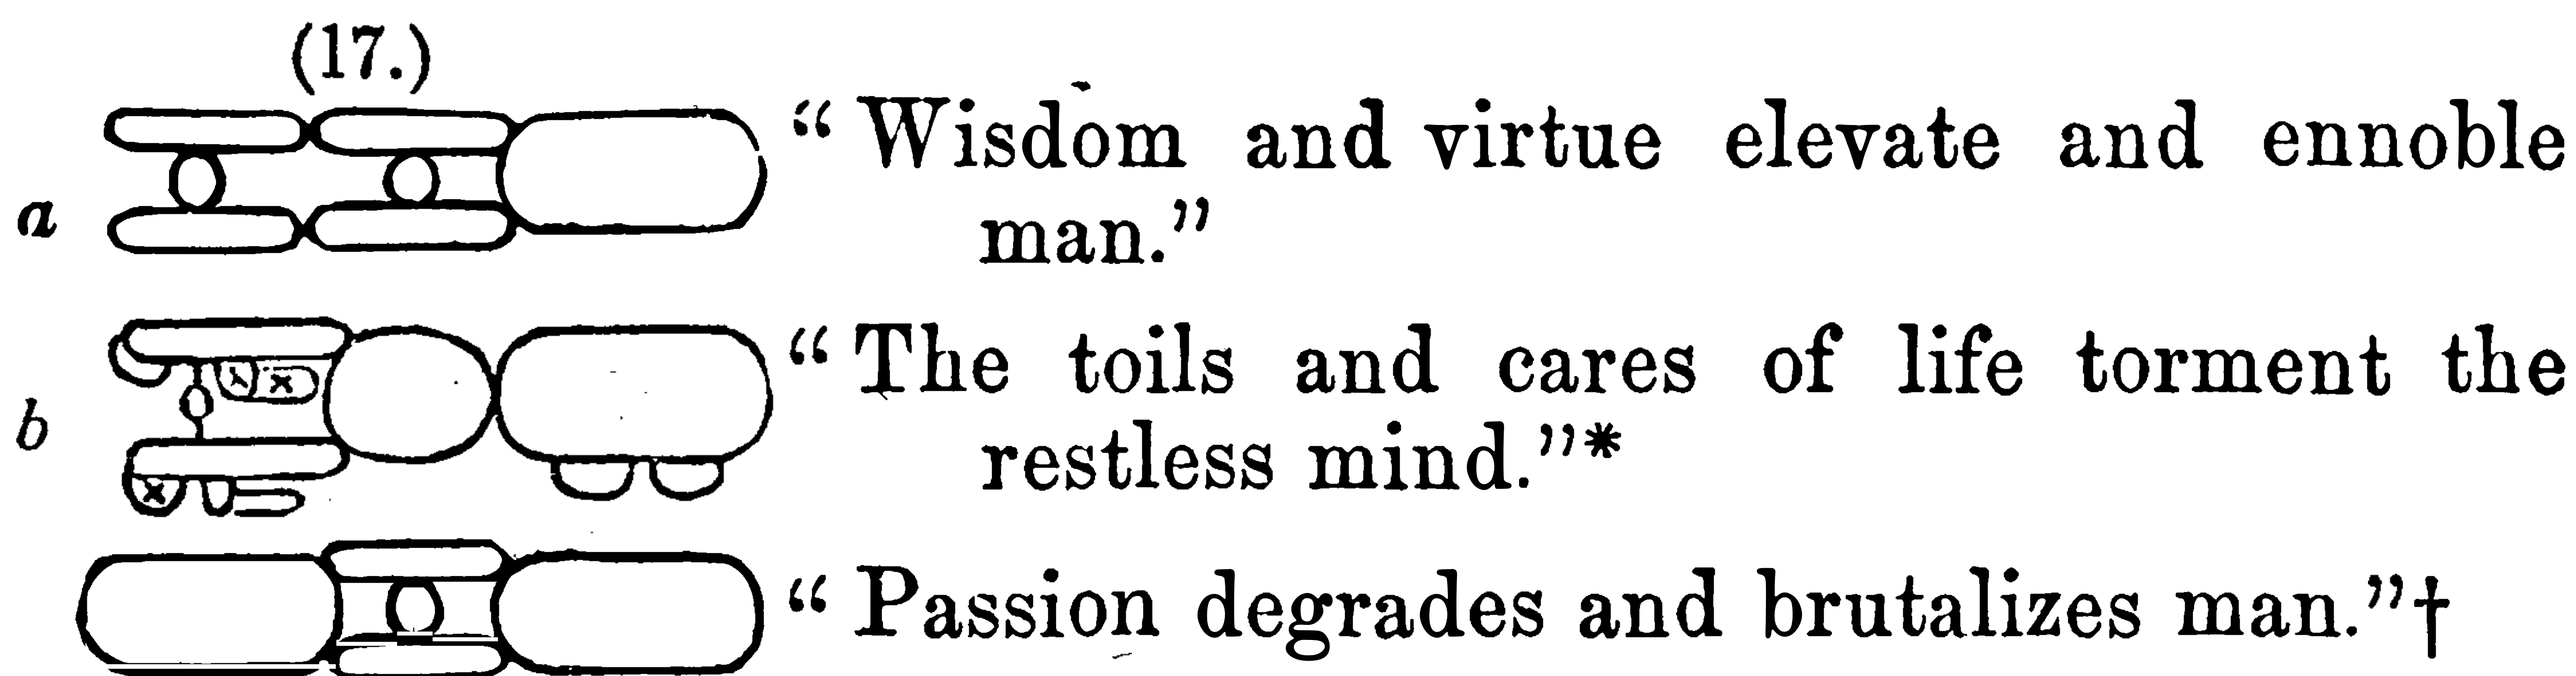 (17.)
a “ Wisdom and virtue elevate and ennoble
man.”
b “ The toils and cares of life torment the
restless mind.”*
“ Passion degrades and brutalizes man.”†